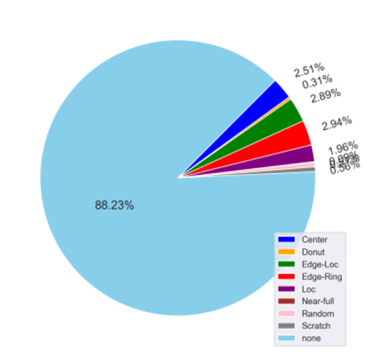 2.51%
0.31%
2.89%
2.94%
1.96%
0.56%
88.23%
Center
Donut
Edge-Loc
Edge-Ring
Loc
Near-full
Random
Scratch
none